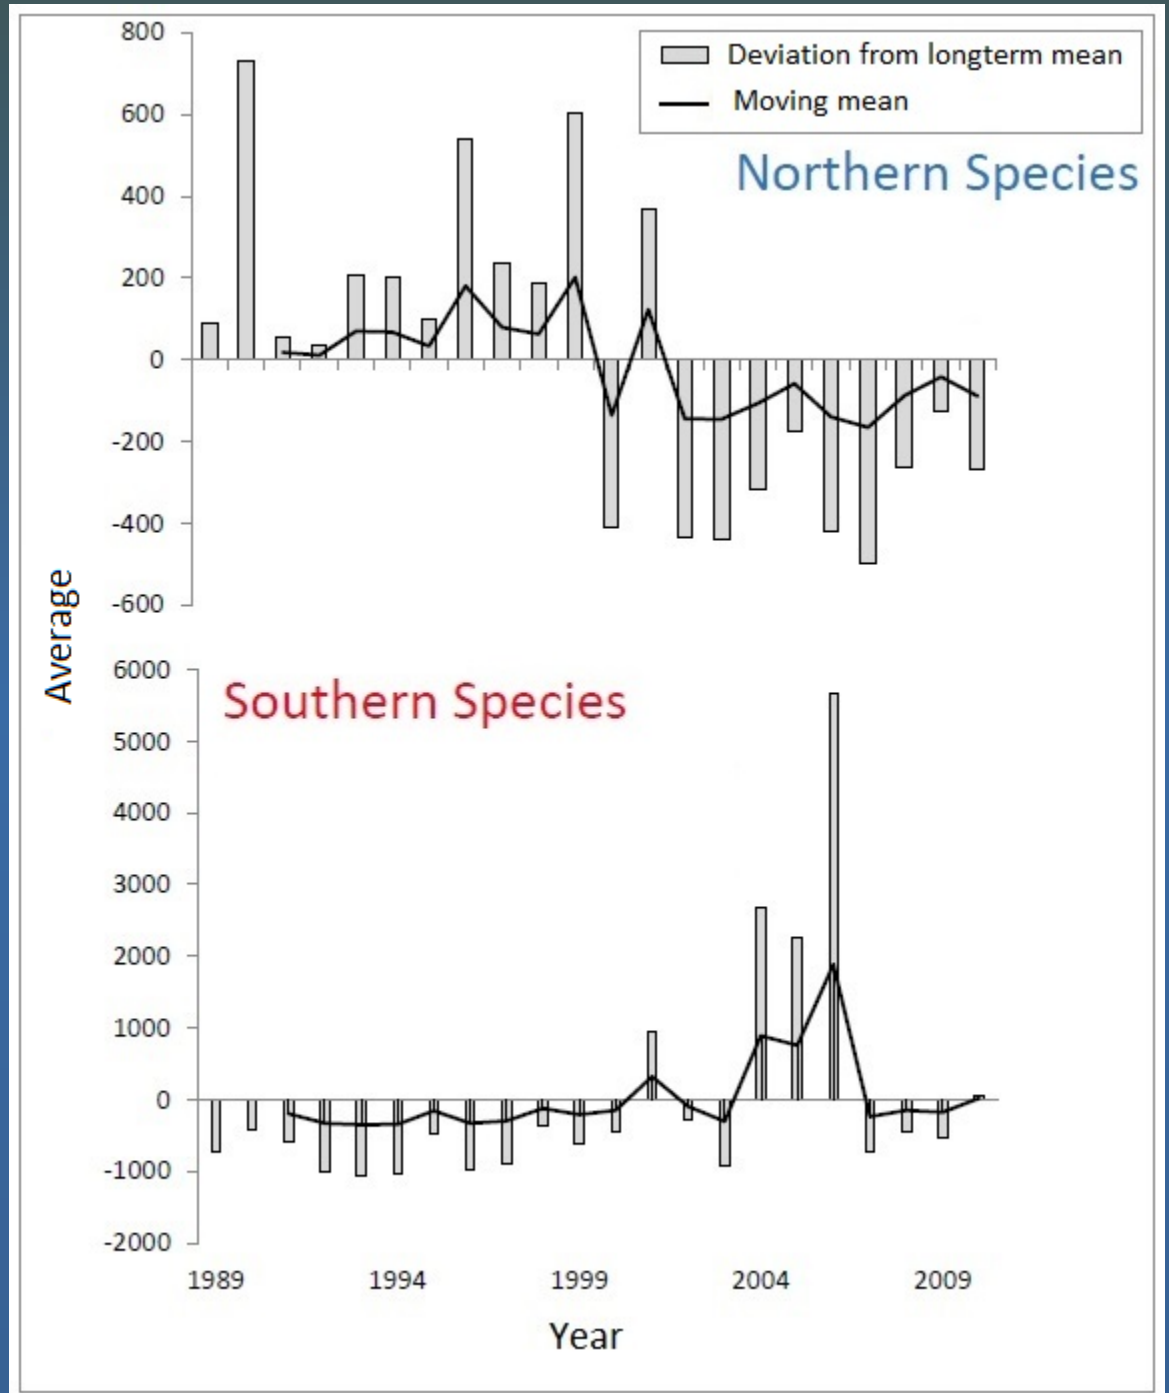 800
600
400
200
0
-200
-400
-600
Deviation from longterm mean
Moving mean
Northern Species
Average
6000
5000
4000
3000
2000
1000
0
-1000
-2000
Southern Species
1989 1994 1999 2004 2009
Year